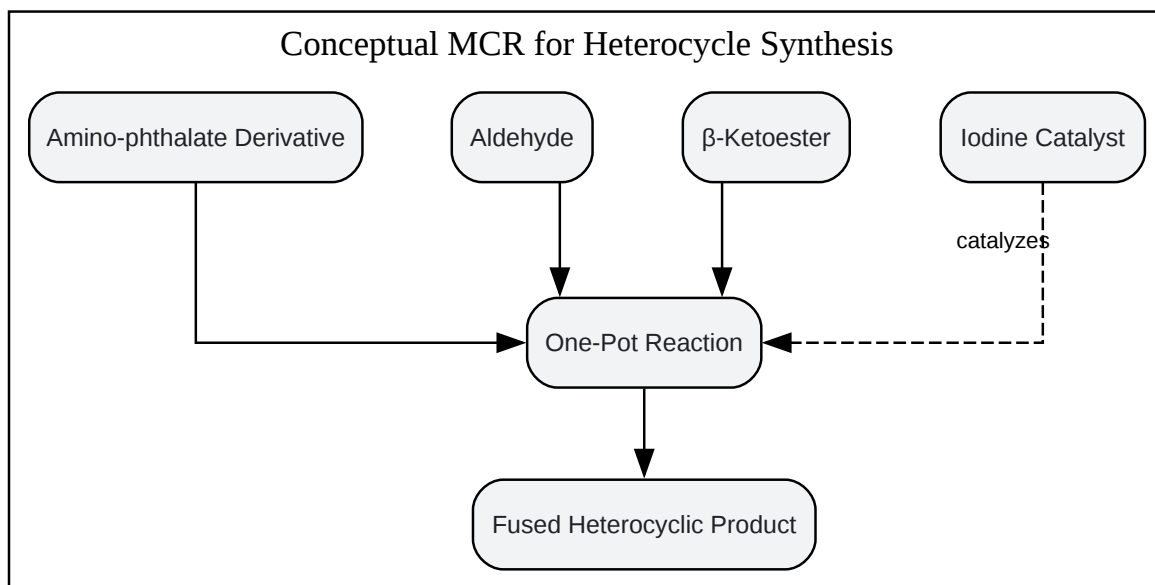 Conceptual MCR for Heterocycle Synthesis
Amino-phthalate Derivative
Aldehyde
β-Ketoester
Iodine Catalyst
catalyzes
One-Pot Reaction
Fused Heterocyclic Product